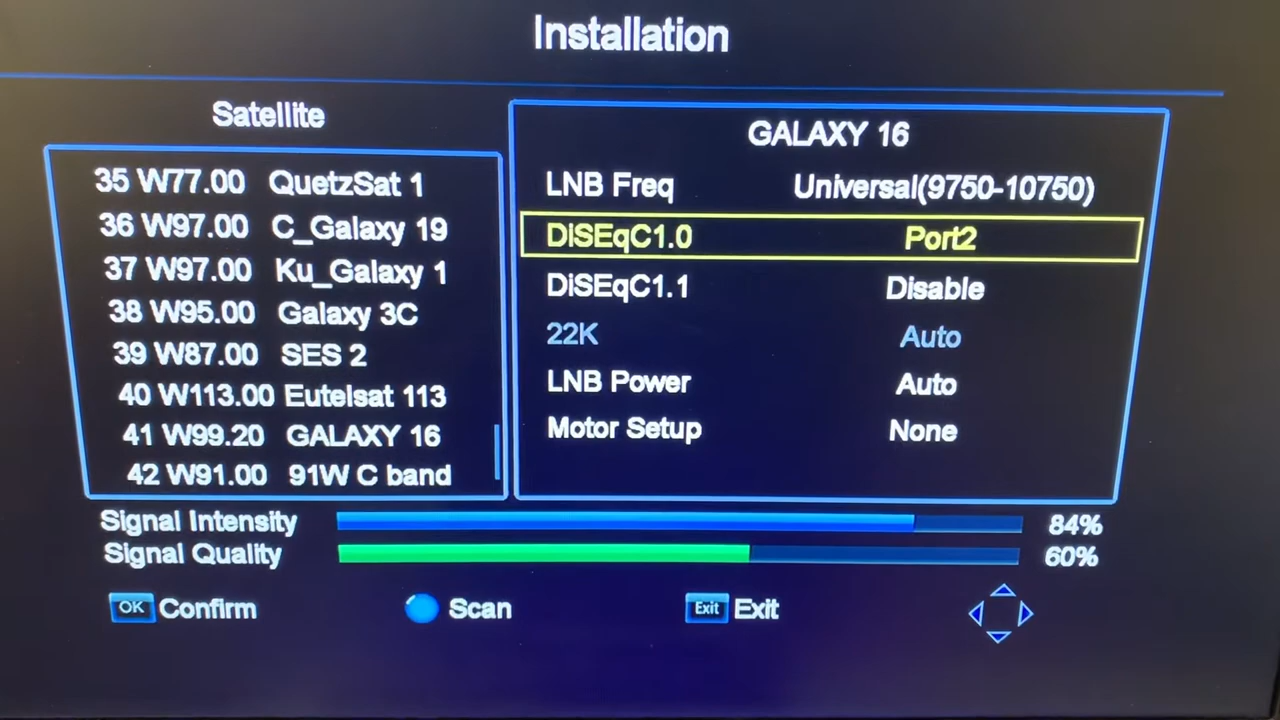 Installation
Satellite
35 W77.00 QuetzSat 1
36 W97.00 C_Galaxy 19
37 W97.00 Ku_Galaxy 1
38 W95.00 Galaxy 3C
39 W87.00 SES 2
40 W113.00 Eutelsat 113
41 W99.20 GALAXY 16
42 W91.00 91W C band
GALAXY 16
LNB Freq Universal(9750-10750)
DiSEqC1.0 Port2
DiSEqC1.1 Disable
22K Auto
LNB Power Auto
Motor Setup None
Signal Intensity 84%
Signal Quality 60%
OK Confirm Scan Exit Exit